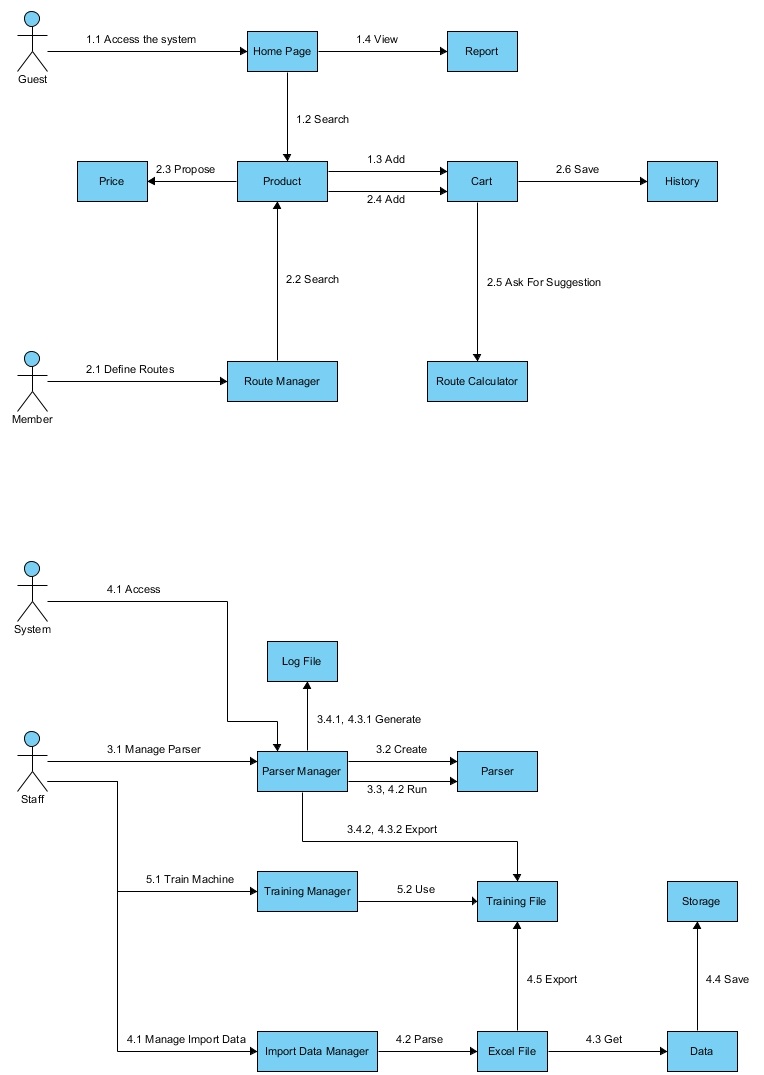 1.1 Access the system
Home Page
1.4 View
Report
Guest
1.2 Search
Price
2.3 Propose
Product
1.3 Add
2.4 Add
Cart
2.6 Save
History
2.2 Search
2.5 Ask For Suggestion
2.1 Define Routes
Route Manager
Route Calculator
Member
4.1 Access
System
Log File
3.4.1, 4.3.1 Generate
3.1 Manage Parser
Parser Manager
3.2 Create
3.3, 4.2 Run
Parser
Staff
3.4.2, 4.3.2 Export
5.1 Train Machine
Training Manager
5.2 Use
Training File
Storage
4.5 Export
4.4 Save
4.1 Manage Import Data
Import Data Manager
4.2 Parse
Excel File
4.3 Get
Data